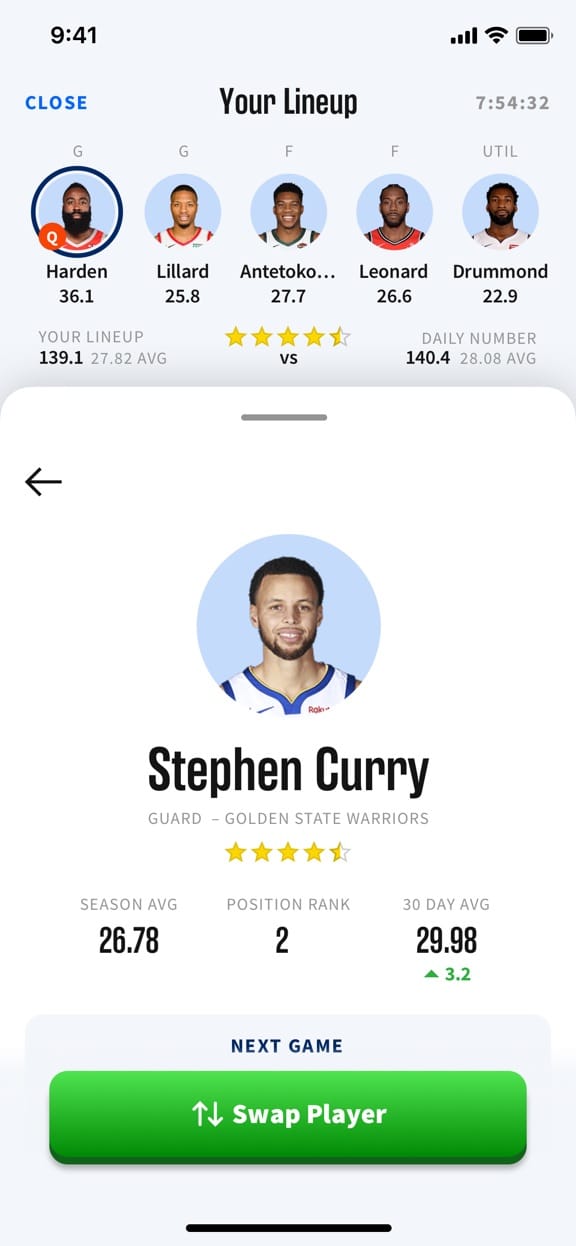 9:41
CLOSE Your Lineup 7:54:32
G G F F UTIL
Q
Harden Lillard Antetoko... Leonard Drummond
36.1 25.8 27.7 26.6 22.9
YOUR LINEUP DAILY NUMBER
139.1 27.82 AVG VS 140.4 28.08 AVG
Stephen Curry
GUARD – GOLDEN STATE WARRIORS
SEASON AVG POSITION RANK 30 DAY AVG
26.78 2 29.98
3.2
NEXT GAME
Swap Player